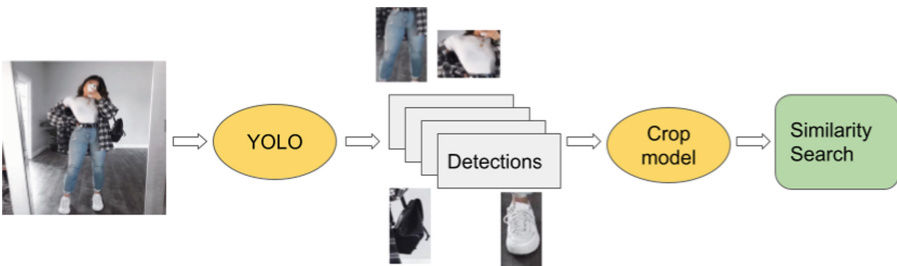 YOLO
Detections
Crop
model
Similarity
Search